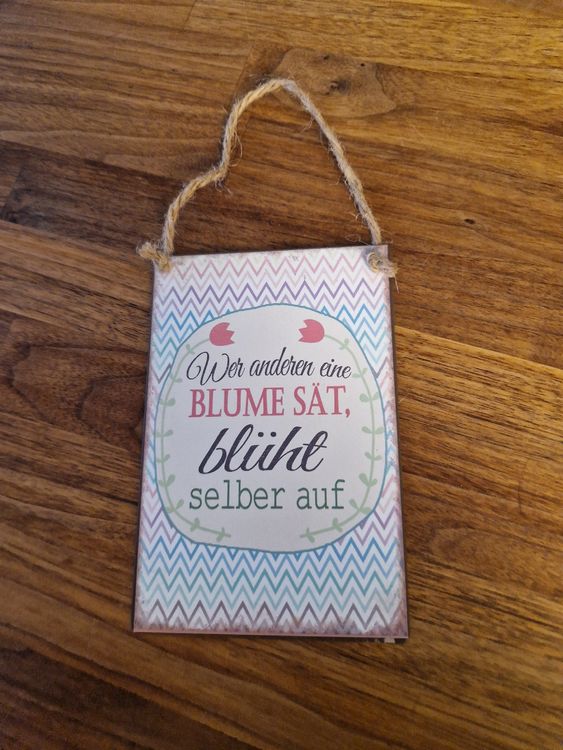 Wer anderen eine
BLUME SÄT,
blüht
selber auf